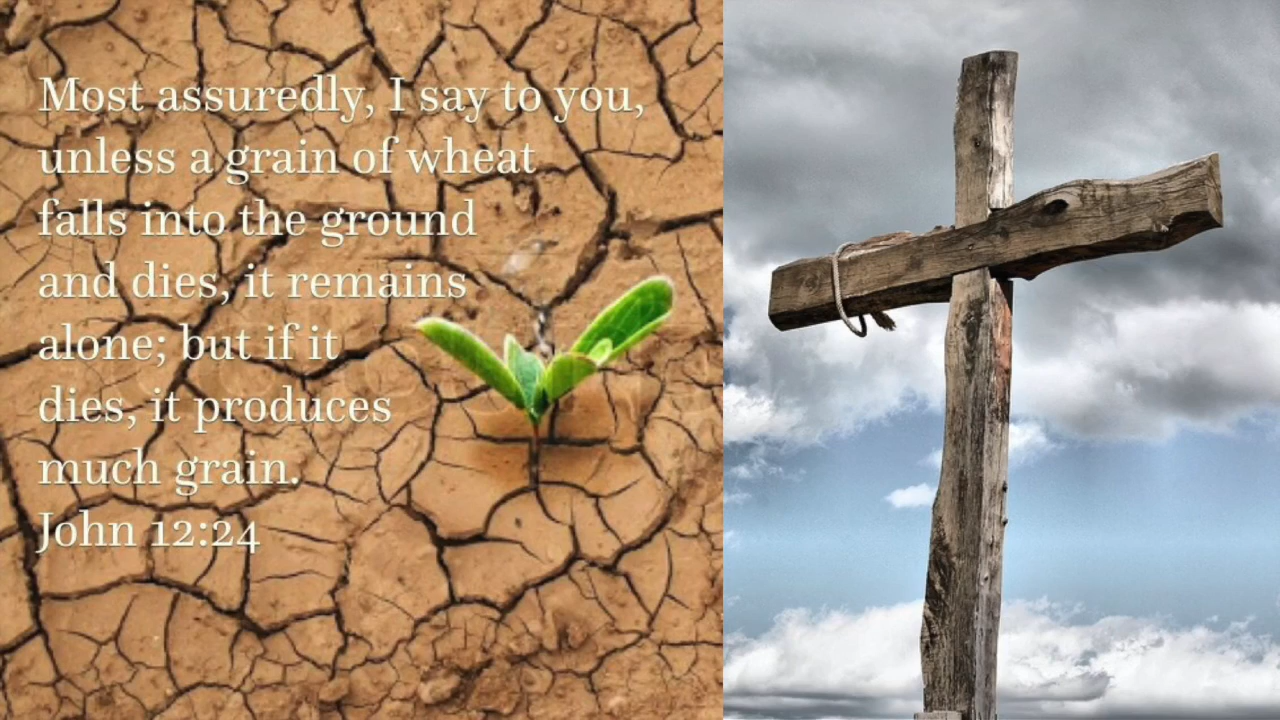 Most assuredly, I say to you,
unless a grain of wheat
falls into the ground
and dies, it remains
alone; but if it
dies, it produces
much grain.
John 12:24